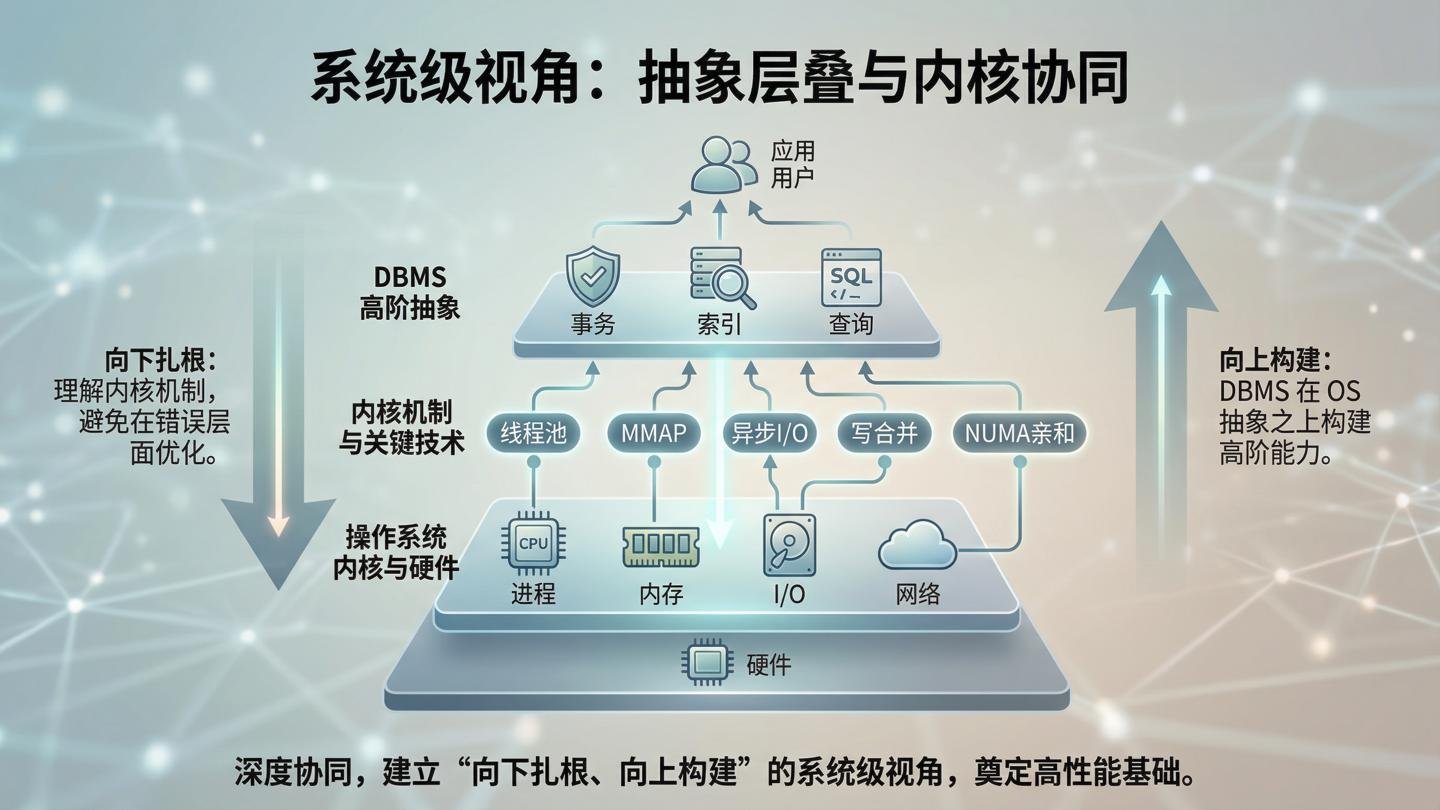 系统级视角：抽象层叠与内核协同
应用
用户
DBMS
高阶抽象
事务
索引
SQL
</—
查询
向下扎根：
理解内核机制，
避免在错误层
面优化。
向上构建：
DBMS 在 OS
抽象之上构建
高阶能力。
内核机制
与关键技术
线程池
MMAP
异步I/O
写合并
NUMA亲和
操作系统
内核与硬件
CPU
进程
内存
I/O
网络
硬件
深度协同，建立“向下扎根、向上构建”的系统级视角，奠定高性能基础。